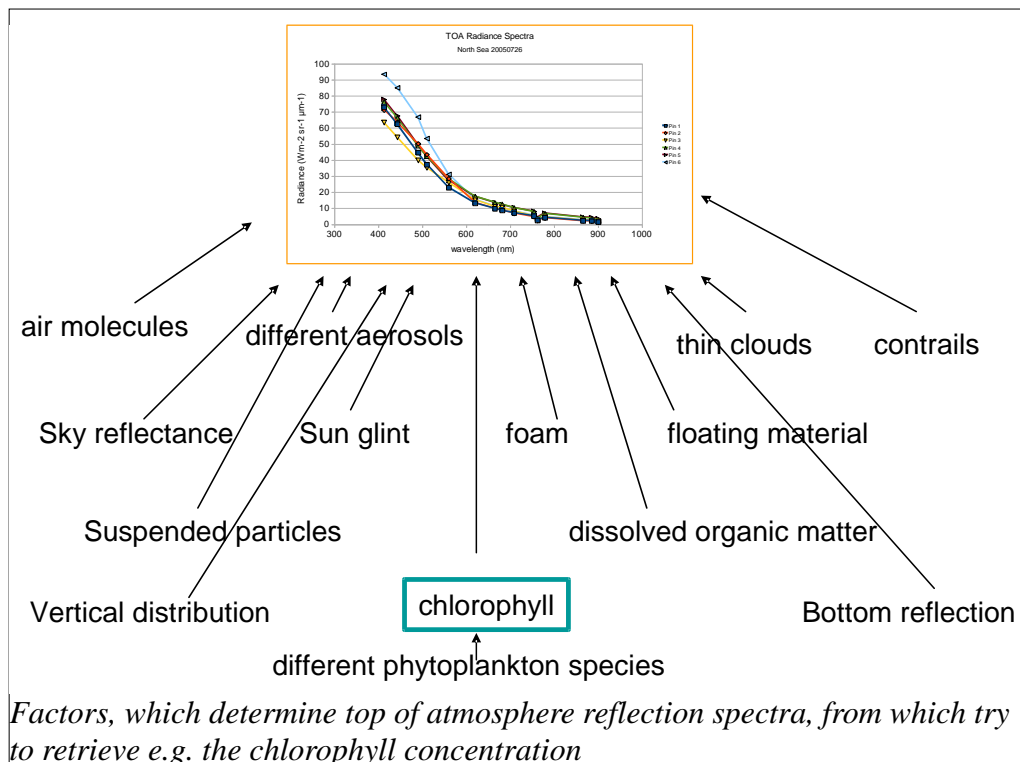 TOA Radiance Spectra
North Sea 20050726
Radiance (Wm-2 sr-1 µm-1)
100
90
80
70
60
50
40
30
20
10
0
300 400 500 600 700 800 900 1000
wavelength (nm)
Pin 1
Pin 2
Pin 3
Pin 4
Pin 5
Pin 6
air molecules
different aerosols
thin clouds
contrails
Sky reflectance
Sun glint
foam
floating material
Suspended particles
dissolved organic matter
Vertical distribution
chlorophyll
Bottom reflection
different phytoplankton species
Factors, which determine top of atmosphere reflection spectra, from which try
to retrieve e.g. the chlorophyll concentration